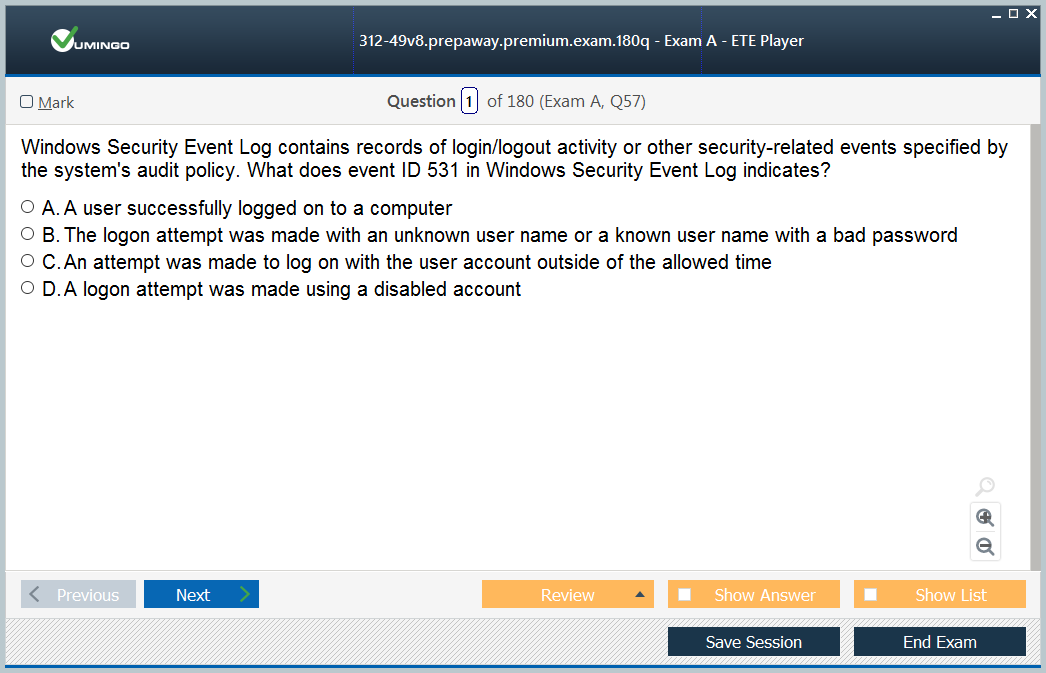 VUMINGO
312-49v8.prepaway.premium.exam.180q - Exam A - ETE Player
Mark
Question 1 of 180 (Exam A, Q57)
Windows Security Event Log contains records of login/logout activity or other security-related events specified by
the system's audit policy. What does event ID 531 in Windows Security Event Log indicates?
A. A user successfully logged on to a computer
B. The logon attempt was made with an unknown user name or a known user name with a bad password
C. An attempt was made to log on with the user account outside of the allowed time
D. A logon attempt was made using a disabled account
Previous Next Review Show Answer Show List
Save Session End Exam